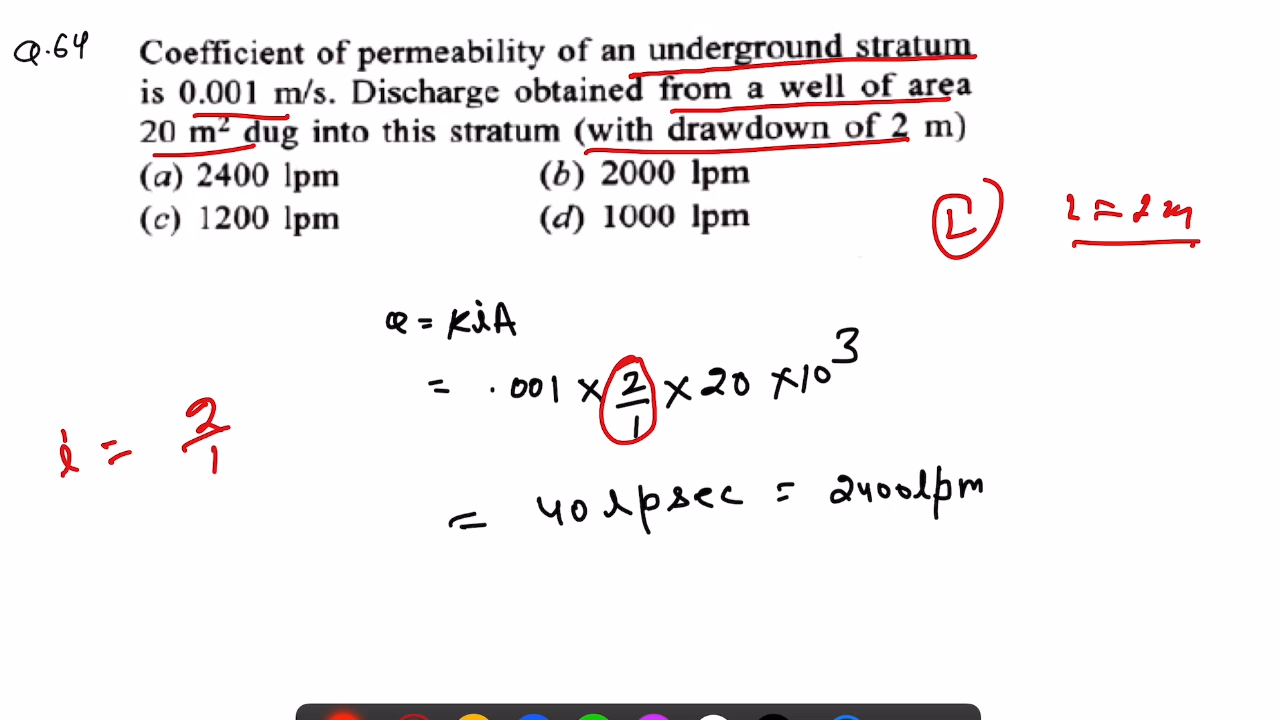 Q.64
Coefficient of permeability of an underground stratum
is 0.001 m/s. Discharge obtained from a well of area
20 m² dug into this stratum (with drawdown of 2 m)
(a) 2400 lpm (b) 2000 lpm
(c) 1200 lpm (d) 1000 lpm
L
Q = KiA
= .001 × 2/1 × 20 × 10³
i = 2/1
= 40 lpsec = 2400lpm